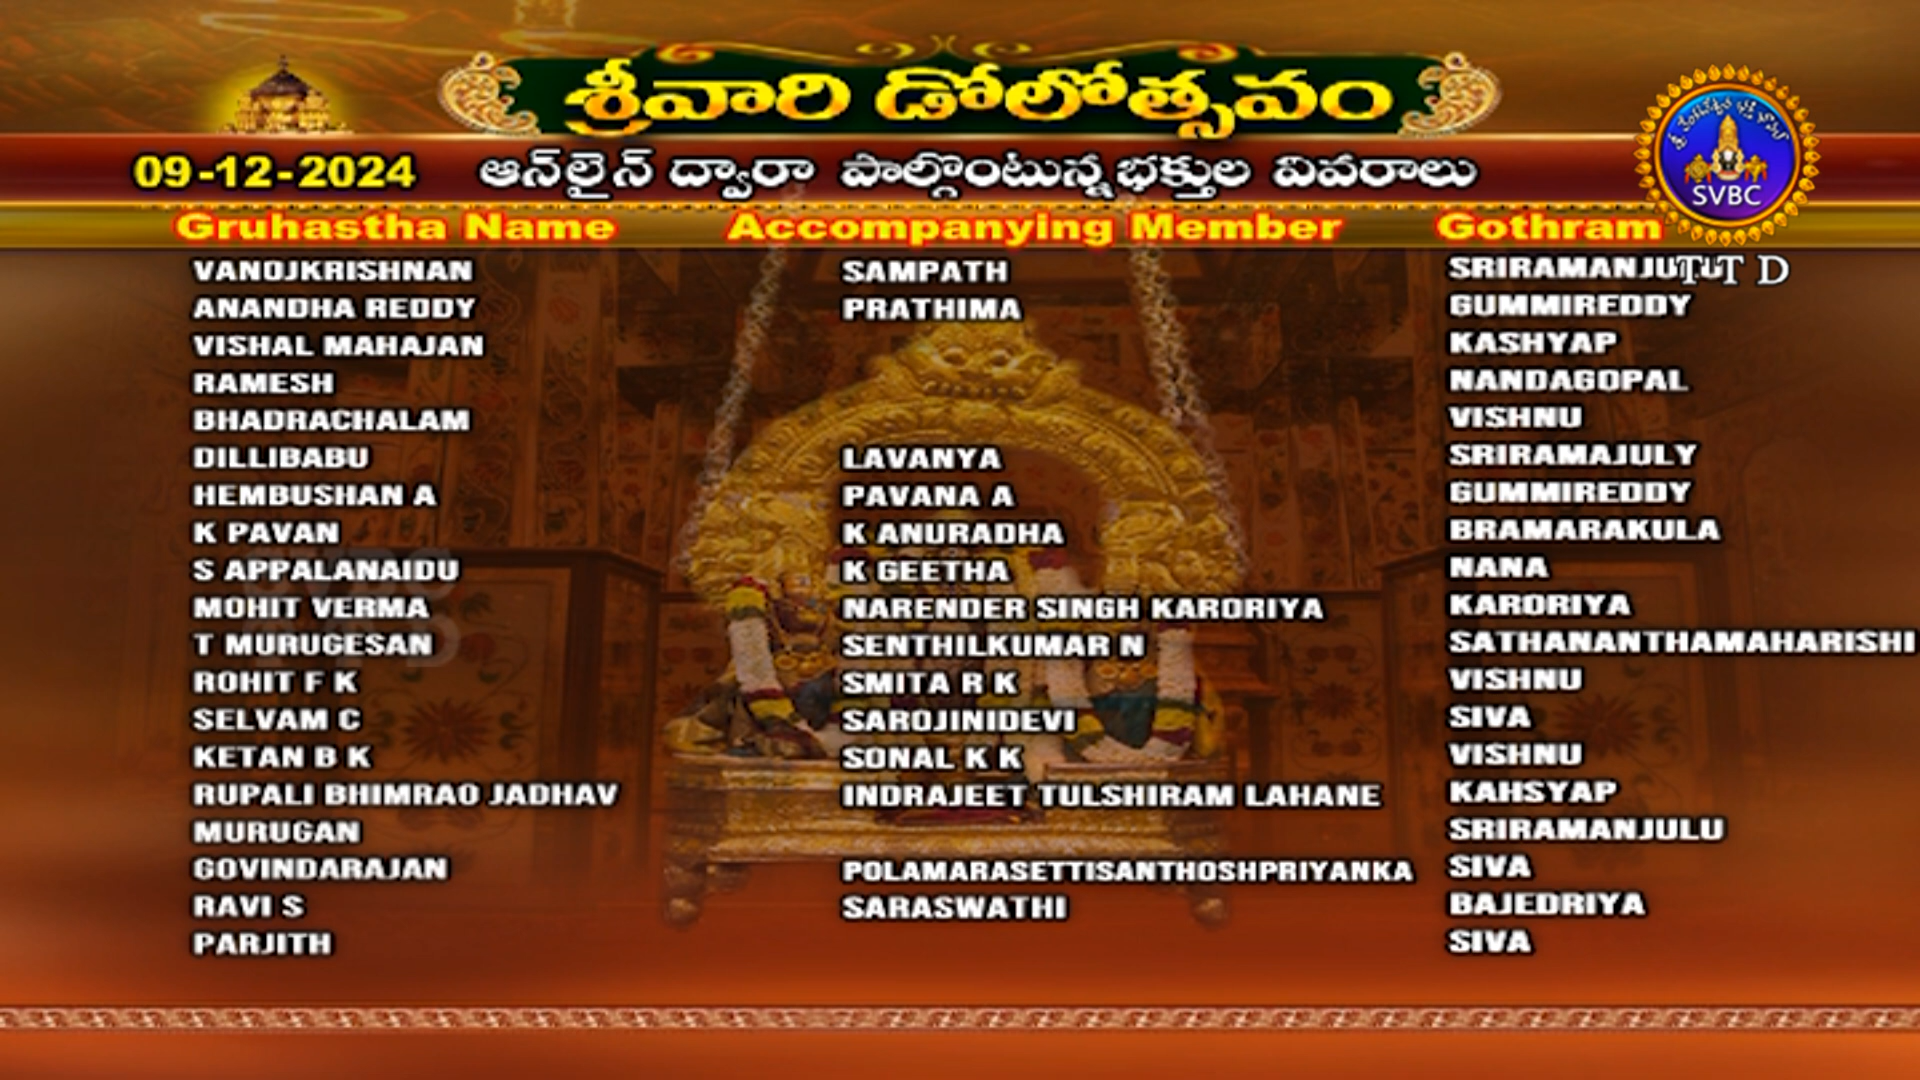 శ్రీవారి డోలోత్సవం
09-12-2024 ఆన్‌లైన్ ద్వారా పాల్గొంటున్న భక్తుల వివరాలు
SVBC
Gruhastha Name Accompanying Member Gothram
VANOJKRISHNAN SAMPATH SRIRAMANJULU
T T D
ANANDHA REDDY PRATHIMA GUMMIREDDY
VISHAL MAHAJAN KASHYAP
RAMESH NANDAGOPAL
BHADRACHALAM VISHNU
DILLIBABU LAVANYA SRIRAMAJULY
HEMBUSHAN A PAVANA A GUMMIREDDY
K PAVAN K ANURADHA BRAMARAKULA
S APPALANAIDU K GEETHA NANA
MOHIT VERMA NARENDER SINGH KARORIYA KARORIYA
T MURUGESAN SENTHILKUMAR N SATHANANTHAMAHARISHI
ROHIT F K SMITA R K VISHNU
SELVAM C SAROJINIDEVI SIVA
KETAN B K SONAL K K VISHNU
RUPALI BHIMRAO JADHAV INDRAJEET TULSHIRAM LAHANE KAHSYAP
MURUGAN SRIRAMANJULU
GOVINDARAJAN POLAMARASETTISANTHOSHPRIYANKA SIVA
RAVI S SARASWATHI BAJEDRIYA
PARJITH SIVA